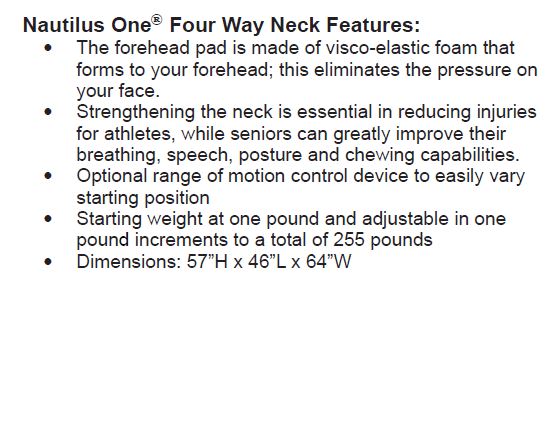 Nautilus One® Four Way Neck Features:
• The forehead pad is made of visco-elastic foam that
forms to your forehead; this eliminates the pressure on
your face.
• Strengthening the neck is essential in reducing injuries
for athletes, while seniors can greatly improve their
breathing, speech, posture and chewing capabilities.
• Optional range of motion control device to easily vary
starting position
• Starting weight at one pound and adjustable in one
pound increments to a total of 255 pounds
• Dimensions: 57”H x 46”L x 64”W